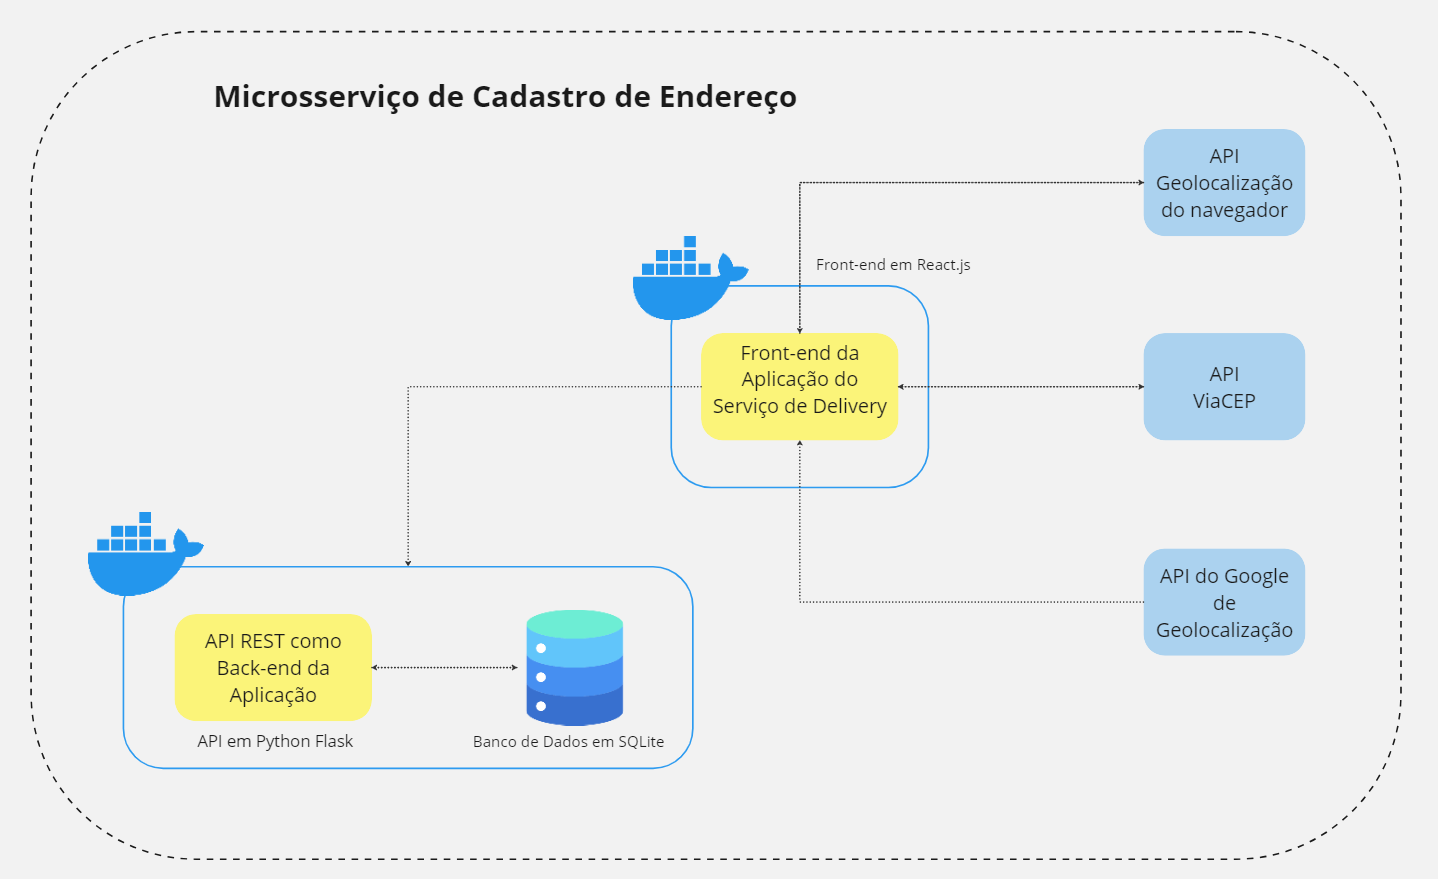 Microsserviço de Cadastro de Endereço
API
Geolocalização
do navegador
Front-end em React.js
Front-end da
Aplicação do
Serviço de Delivery
API
ViaCEP
API do Google
de
Geolocalização
API REST como
Back-end da
Aplicação
API em Python Flask
Banco de Dados em SQLite